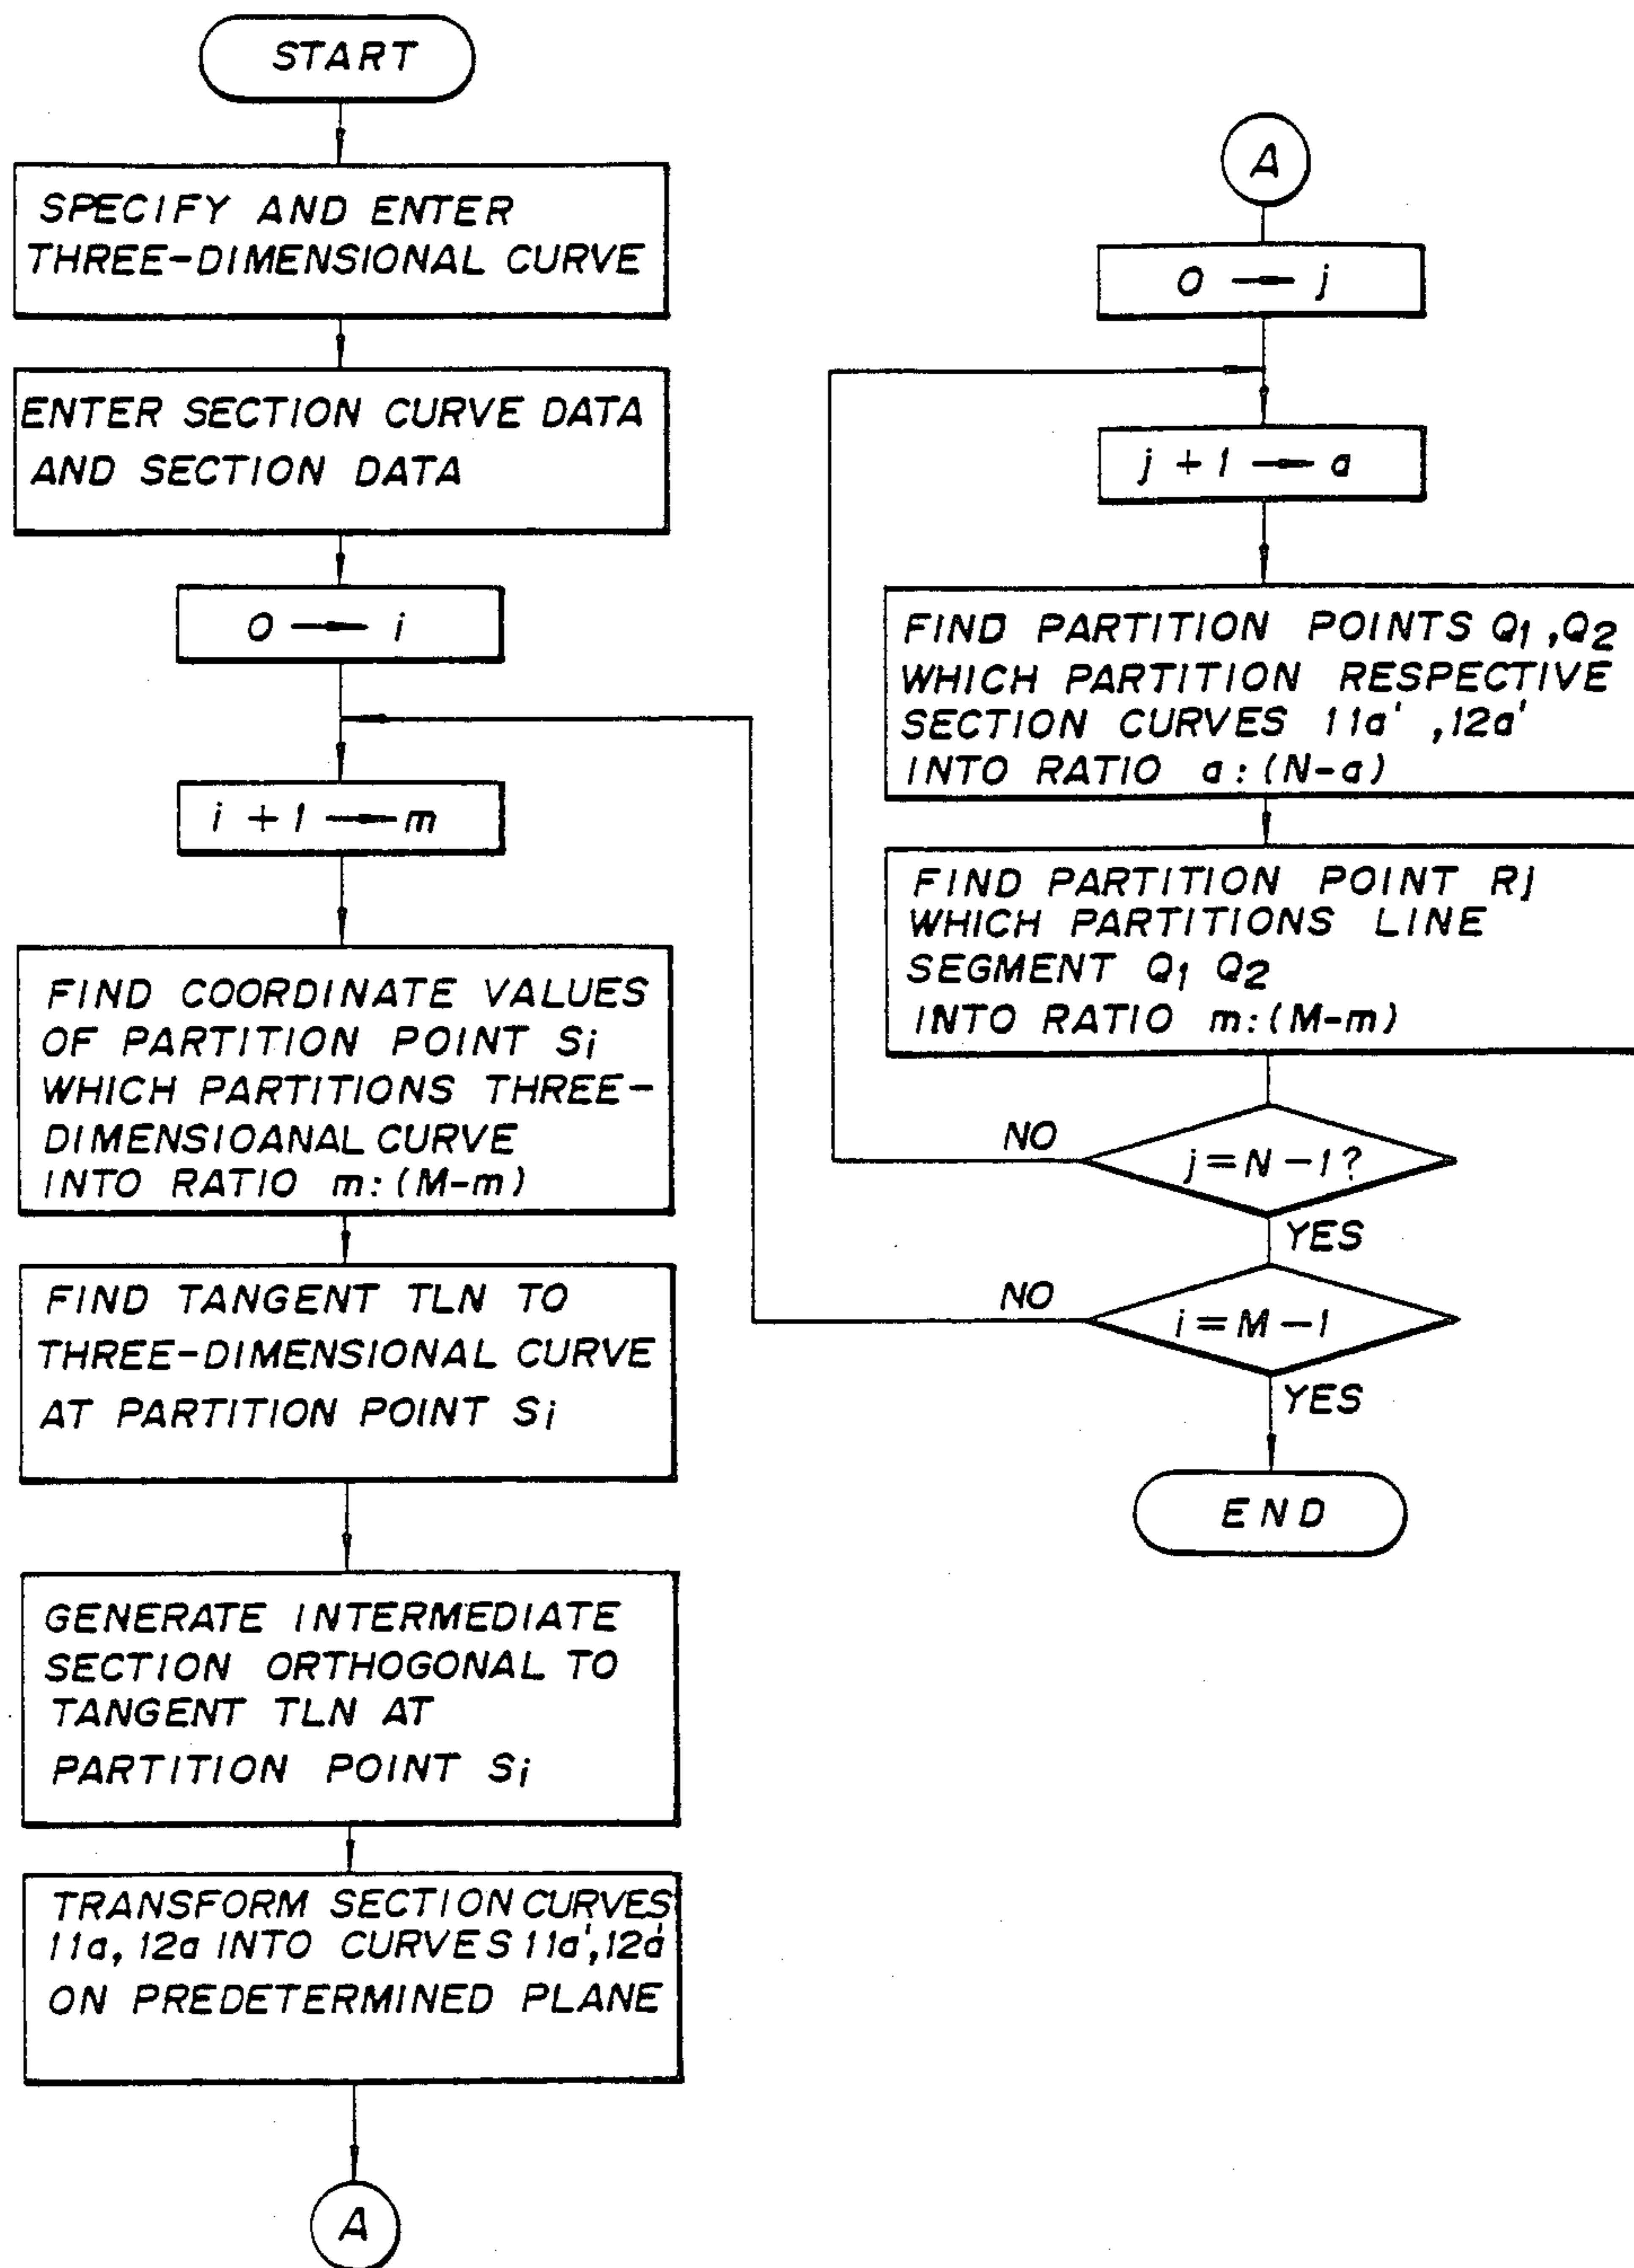 START
SPECIFY AND ENTER
THREE-DIMENSIONAL CURVE
ENTER SECTION CURVE DATA
AND SECTION DATA
0 → i
i + 1 → m
FIND COORDINATE VALUES
OF PARTITION POINT Si
WHICH PARTITIONS THREE-
DIMENSIOANAL CURVE
INTO RATIO m:(M-m)
FIND TANGENT TLN TO
THREE-DIMENSIONAL CURVE
AT PARTITION POINT Si
GENERATE INTERMEDIATE
SECTION ORTHOGONAL TO
TANGENT TLN AT
PARTITION POINT Si
TRANSFORM SECTION CURVES
11a, 12a INTO CURVES 11a', 12a'
ON PREDETERMINED PLANE
A
A
0 → j
j + 1 → a
FIND PARTITION POINTS Q1, Q2
WHICH PARTITION RESPECTIVE
SECTION CURVES 11a', 12a'
INTO RATIO a:(N-a)
FIND PARTITION POINT Rj
WHICH PARTITIONS LINE
SEGMENT Q1 Q2
INTO RATIO m:(M-m)
NO
j = N - 1?
YES
NO
i = M - 1
YES
END